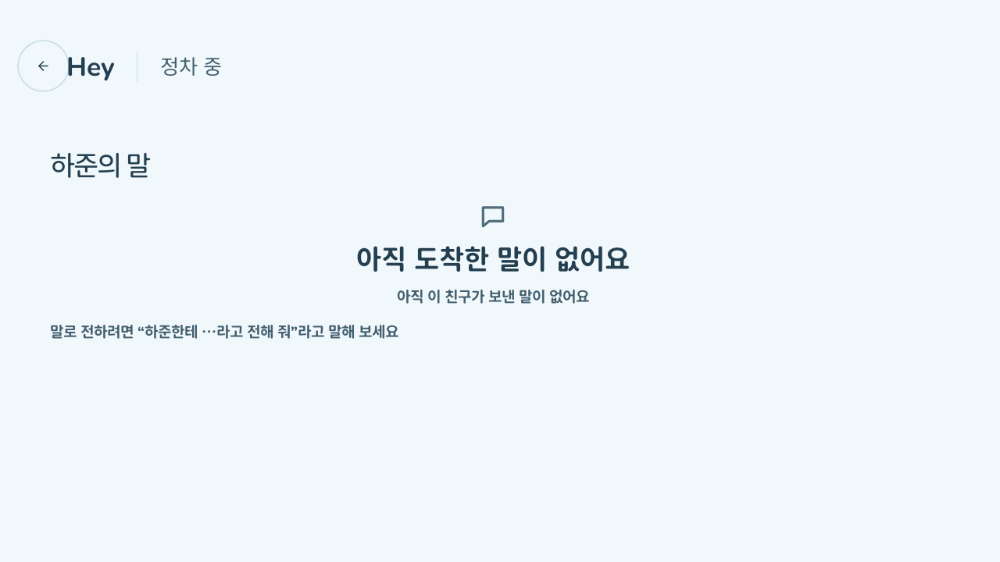 Hey 정차 중
하준의 말
아직 도착한 말이 없어요
아직 이 친구가 보낸 말이 없어요
말로 전하려면 “하준한테 …라고 전해 줘”라고 말해 보세요